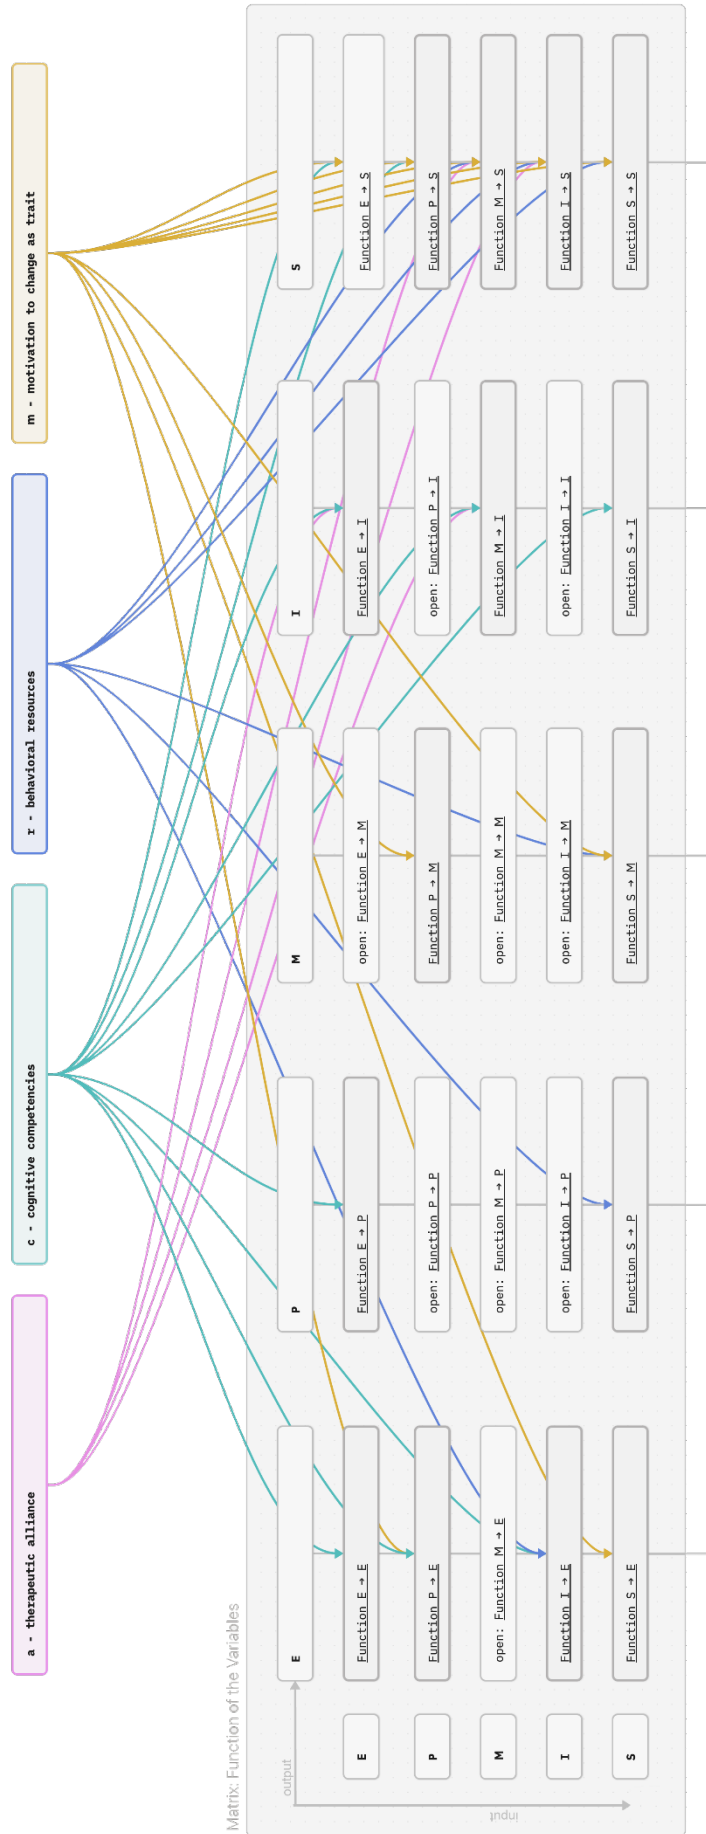 a - therapeutic alliance
c - cognitive competencies
r - behavioral resources
m - motivation to change as trait
Matrix: Function of the Variables
output
input
E
P
M
I
S
E
Function E → E
Function E → P
open: Function E → M
Function E → I
Function E → S
P
Function P → E
open: Function P → P
Function P → M
open: Function P → I
Function P → S
M
open: Function M → E
open: Function M → P
open: Function M → M
Function M → I
Function M → S
I
Function I → E
open: Function I → P
open: Function I → M
open: Function I → I
Function I → S
S
Function S → E
Function S → P
Function S → M
Function S → I
Function S → S